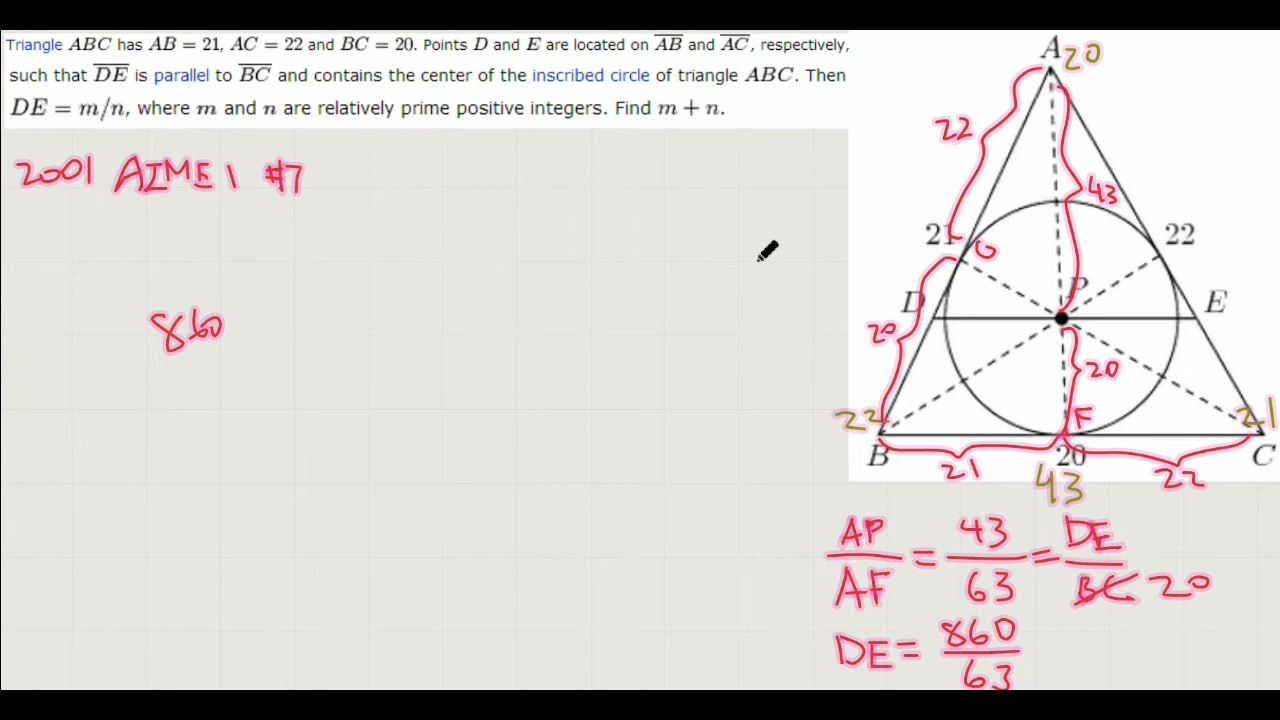 Triangle ABC has AB = 21, AC = 22 and BC = 20. Points D and E are located on AB and AC, respectively,
such that DE is parallel to BC and contains the center of the inscribed circle of triangle ABC. Then
DE = m/n, where m and n are relatively prime positive integers. Find m + n.
2001 AIME 1 #7
860
A 20
22
43
21 G
22
P
D
E
20
20
22
F
21
B
21
20
22
C
43
AP/AF = 43/63 = DE/BC 20
DE = 860/63